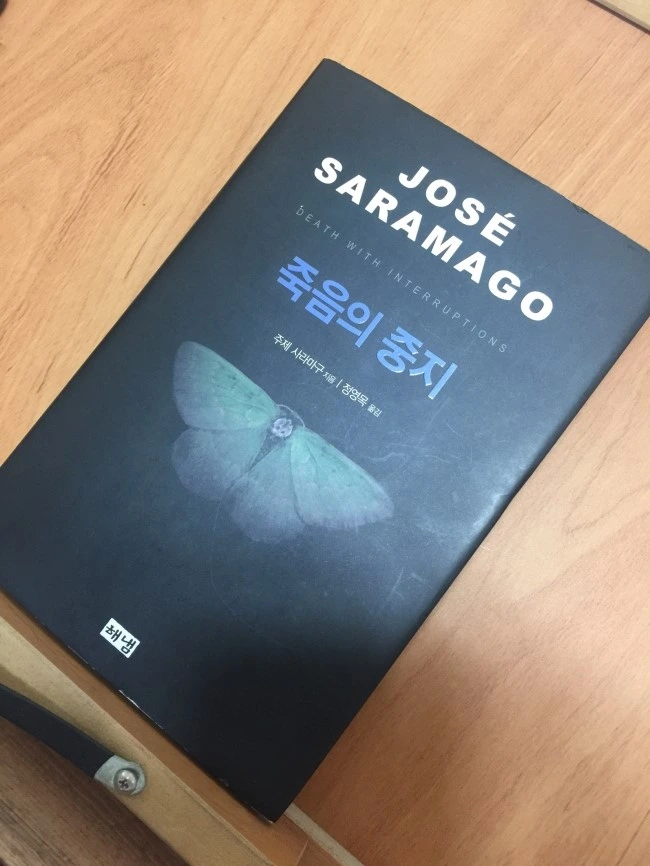 JOSÉ
SARAMAGO
DEATH WITH INTERRUPTIONS
죽음의 중지
주제 사라마구 지음 | 정영목 옮김
해냄